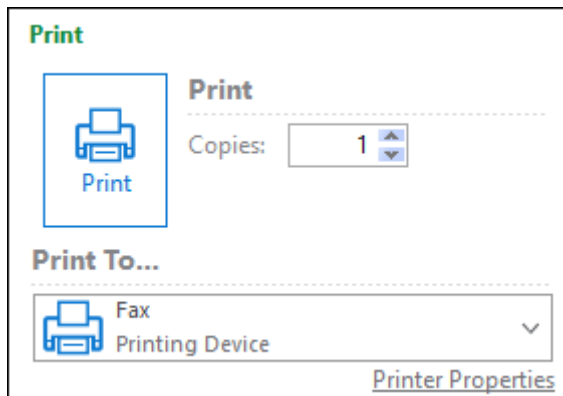 Print
Print
Print
Copies: 1
Print To...
Fax
Printing Device
Printer Properties